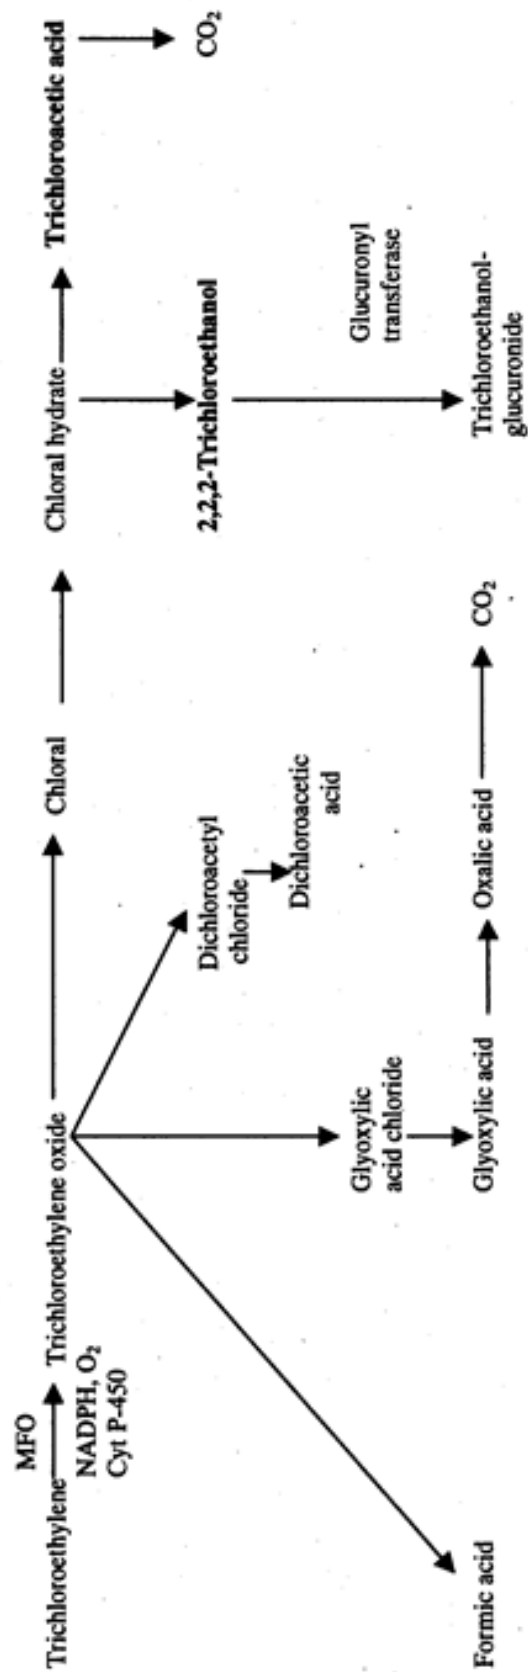 MFO
Trichloroethylene
Trichloroethylene oxide
Chloral
Chloral hydrate
Trichloroacetic acid
NADPH, O₂
Cyt P-450
Dichloroacetyl
chloride
2,2,2-Trichloroethanol
CO₂
Dichloroacetic
acid
Glyoxylic
acid chloride
Glucuronyl
transferase
Formic acid
Glyoxylic acid
Oxalic acid
CO₂
Trichloroethanol-
glucuronide